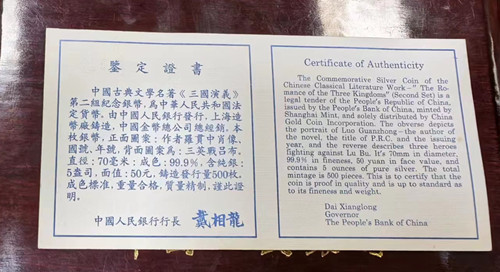 鑒定證書
中國古典文學名著《三國演義》
第二組紀念銀幣,爲中華人民共和國法
定貨幣,由中國人民銀行發行,上海造
幣廠鑄造,中國金幣總公司總經銷。本
枚銀幣,正面圖案:作者羅貫中肖像、
國號、年號,背面圖案爲:三英戰呂布,
直徑:70毫米;成色:99.9%,含純銀:
5盎司,面值:50元,鑄造發行量500枚。
成色標準,重量合格,質量精制,謹此證
明。
中國人民銀行行長 戴相龍
Certificate of Authenticity
The Commemorative Silver Coin of the
Chinese Classical Literature Work–" The Ro-
mance of the Three Kingdoms" (Second Set) is a
legal tender of the People's Republic of China,
issued by the People's Bank of China, minted by
Shanghai Mint, and solely distributed by China
Gold Coin Incorporation. The obverse depects
the portrait of Luo Guanzhong–the author of
the novel, the title of P.R.C. and the issuing
year, and the reverse describes three heroes
fighting against Lu Bu. It's 70mm in diameter,
99.9% in fineness, 50 yuan in face value, and
contains 5 ounces of pure silver. The total
mintage is 500 pieces. This is to certify that the
coin is proof in quality and is up to standard as
to its fineness and weight.
Dai Xianglong
Governor
The People's Bank of China